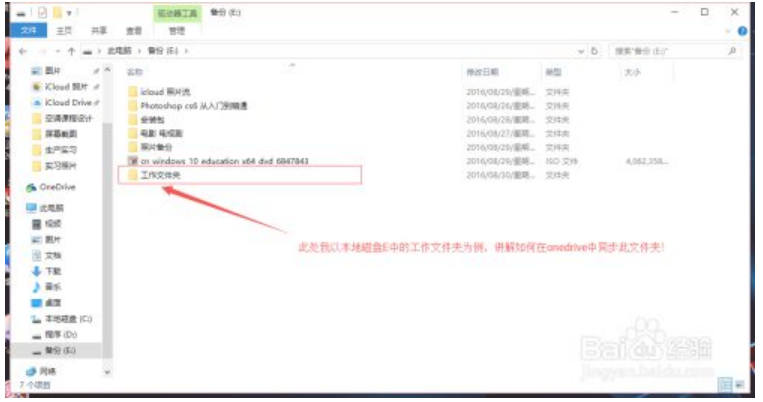 驱动器工具 备份 (E:)
文件 主页 共享 查看 管理
此电脑 › 备份 (E:) ›
搜索"备份 (E:)"
名称 修改日期 类型 大小
图片
iCloud 照片
iCloud Drive
空调课程设计
屏幕截图
生产实习
实习照片
OneDrive
此电脑
视频
图片
文档
下载
音乐
桌面
本地磁盘 (C:)
程序 (D:)
备份 (E:)
网络
icloud 照片流 2016/08/29/星期... 文件夹
Photoshop cs6 从入门到精通 2016/08/26/星期... 文件夹
安装包 2016/08/28/星期... 文件夹
电影 电视剧 2016/08/27/星期... 文件夹
照片备份 2016/08/29/星期... 文件夹
cn windows 10 education x64 dvd 6847843 2016/08/29/星期... ISO 文件 4,062,358...
工作文件夹 2016/08/30/星期... 文件夹
此处我以本地磁盘E中的工作文件夹为例，讲解如何在onedrive中同步此文件夹！
7 个项目
Baidu 经验
jingyan.baidu.com